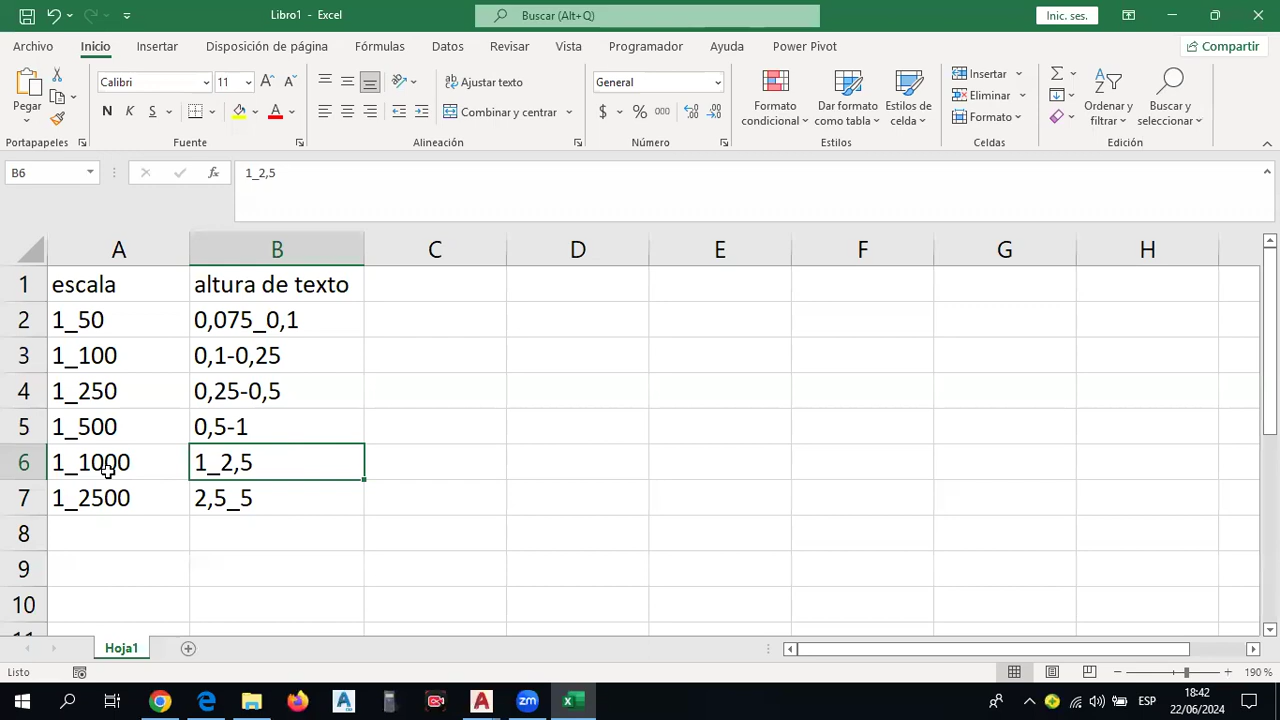 Libro1 - Excel
Buscar (Alt+Q)
Inic. ses.
Archivo Inicio Insertar Disposición de página Fórmulas Datos Revisar Vista Programador Ayuda Power Pivot Compartir
Pegar
Portapapeles
Calibri 11
N K S
Fuente
Ajustar texto
Combinar y centrar
Alineación
General
$ % 000
Número
Formato condicional
Dar formato como tabla
Estilos de celda
Estilos
Insertar
Eliminar
Formato
Celdas
Ordenar y filtrar
Buscar y seleccionar
Edición
B6 fx 1_2,5
A B C D E F G H
1 escala altura de texto
2 1_50 0,075_0,1
3 1_100 0,1-0,25
4 1_250 0,25-0,5
5 1_500 0,5-1
6 1_1000 1_2,5
7 1_2500 2,5_5
8
9
10
Hoja1
Listo 190 %
zm ESP 18:42
22/06/2024